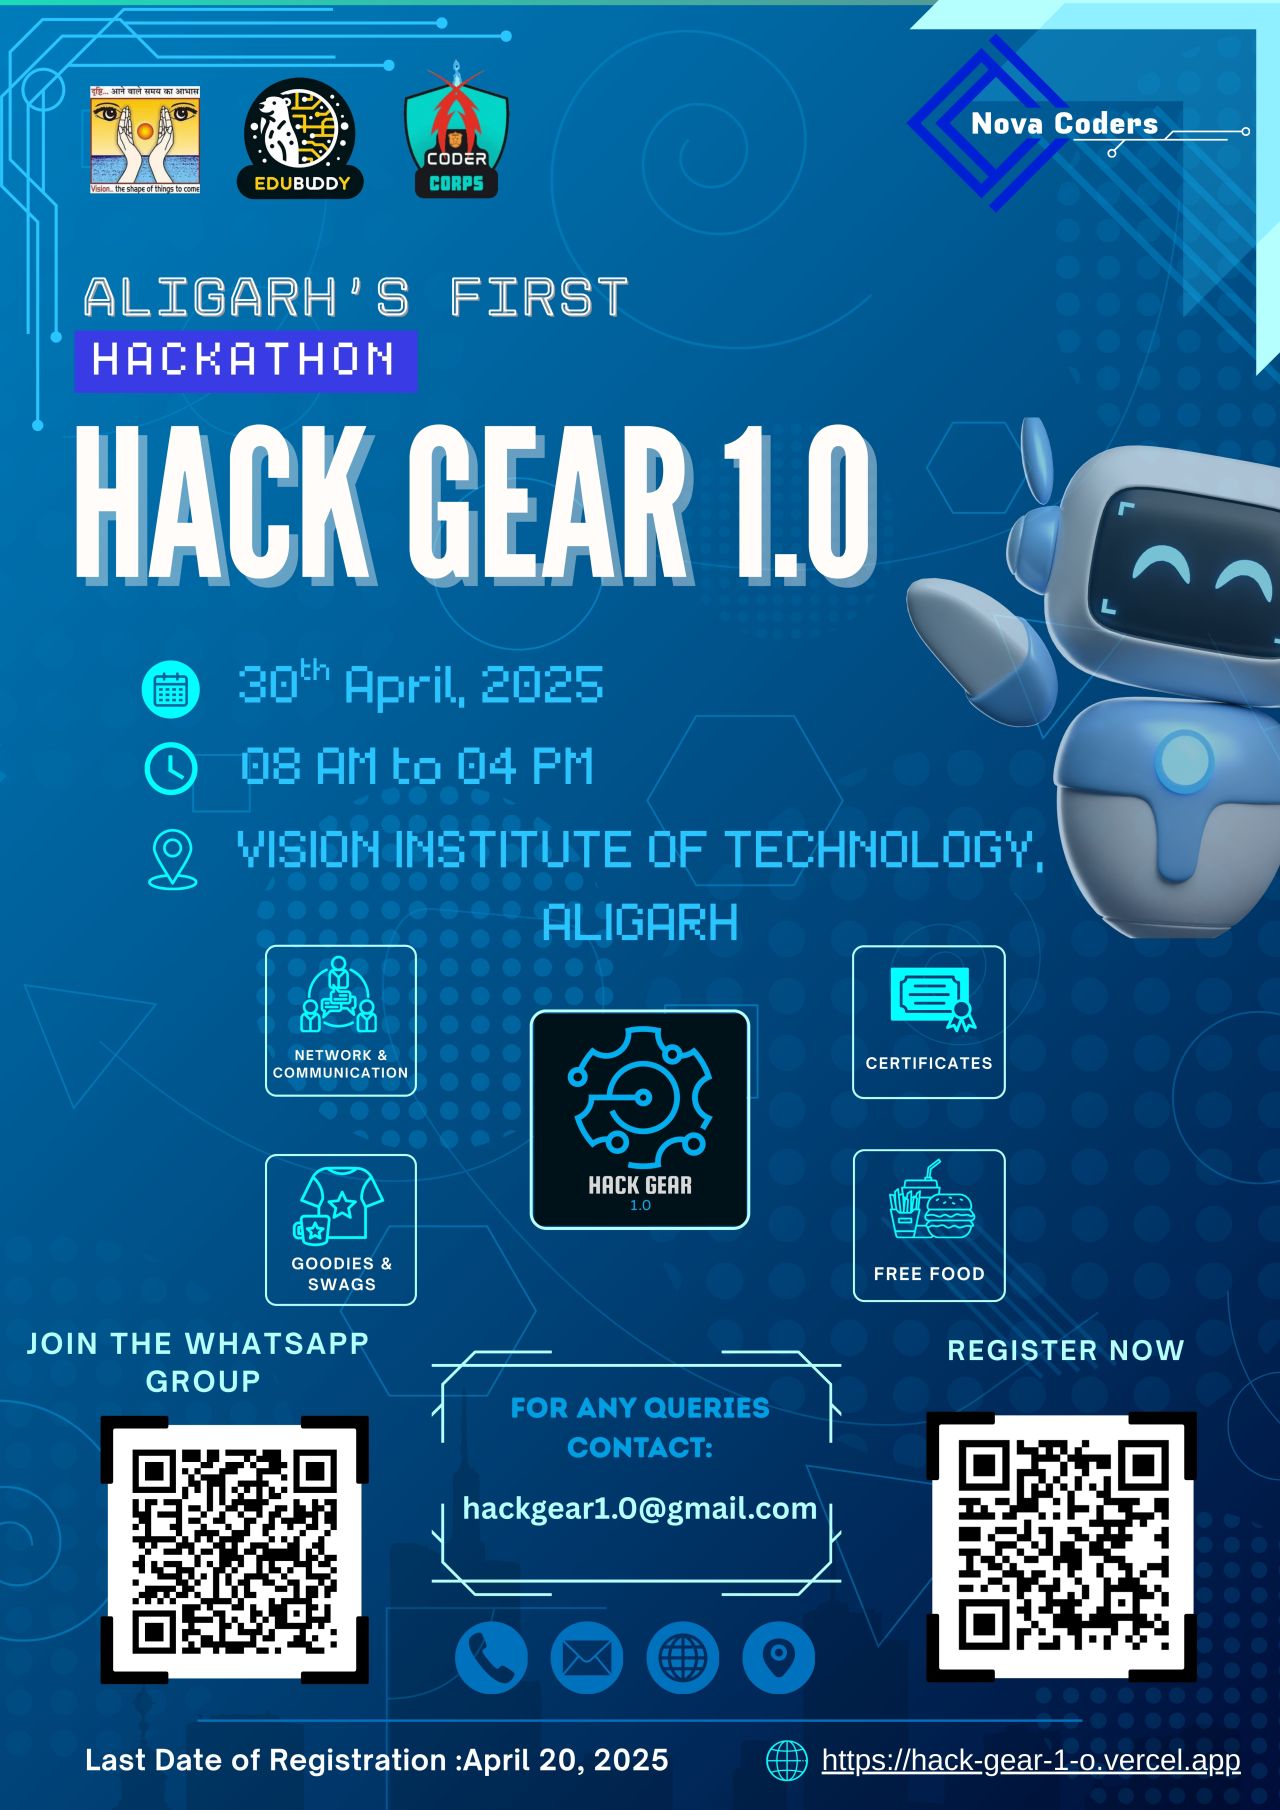 दृष्टि... आने वाले समय का आभास
Vision.. the shape of things to come
EDUBUDDY
CODER
CORPS
Nova Coders
ALIGARH'S FIRST
HACKATHON
HACK GEAR 1.0
30th April, 2025
08 AM to 04 PM
VISION INSTITUTE OF TECHNOLOGY,
ALIGARH
NETWORK &
COMMUNICATION
CERTIFICATES
HACK GEAR
1.0
GOODIES &
SWAGS
FREE FOOD
JOIN THE WHATSAPP
GROUP
REGISTER NOW
FOR ANY QUERIES
CONTACT:
hackgear1.0@gmail.com
Last Date of Registration :April 20, 2025
https://hack-gear-1-o.vercel.app